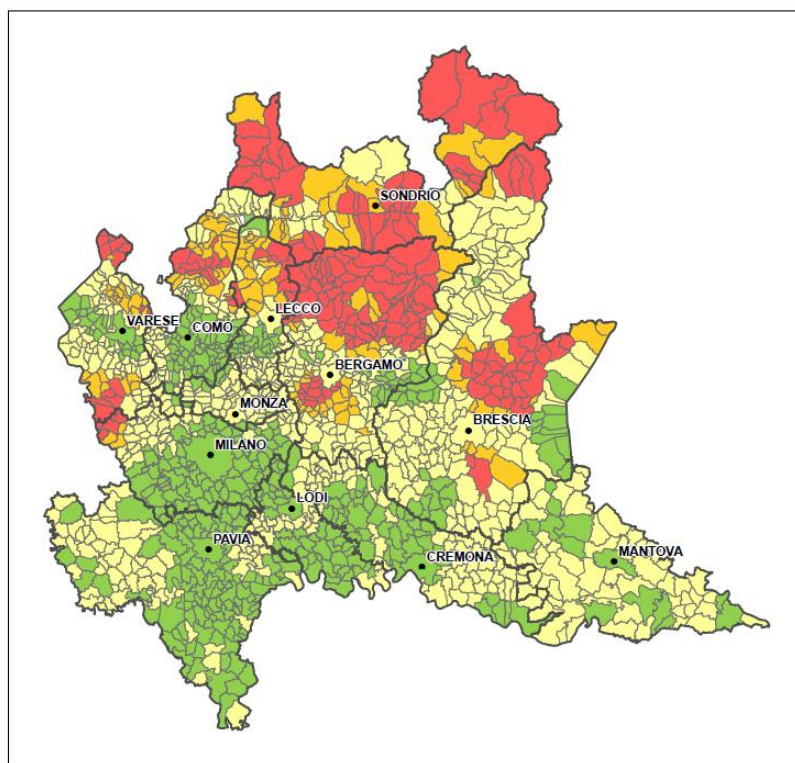 SONDRIO
LECCO
VARESE
COMO
BERGAMO
MONZA
BRESCIA
MILANO
LODI
PAVIA
CREMONA
MANTOVA